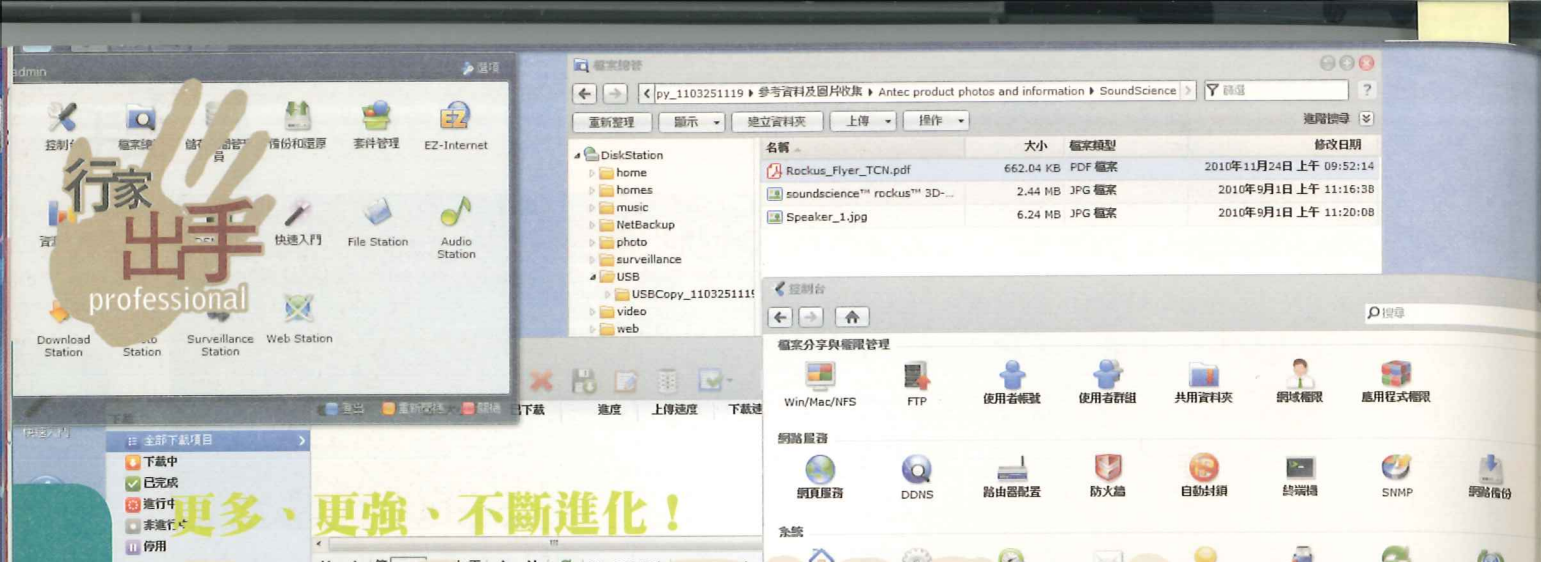 admin
選項
控制台
套件管理
EZ-Internet
備份和還原
行家
出手
professional
快速入門
File Station
Audio Station
Download Station
Station
Surveillance Station
Web Station
登出
重新開機
關機
檔案總管
py_1103251119 ▸ 參考資料及圖片收集 ▸ Antec product photos and information ▸ SoundScience
篩選
?
重新整理
顯示
建立資料夾
上傳
操作
進階搜尋
DiskStation
home
homes
music
NetBackup
photo
surveillance
USB
USBCopy_110325111
video
web
名稱 大小 檔案類型 修改日期
Rockus_Flyer_TCN.pdf 662.04 KB PDF 檔案 2010年11月24日 上午 09:52:14
soundscience™ rockus™ 3D-... 2.44 MB JPG 檔案 2010年9月1日 上午 11:16:38
Speaker_1.jpg 6.24 MB JPG 檔案 2010年9月1日 上午 11:20:08
控制台
搜尋
檔案分享與權限管理
Win/Mac/NFS
FTP
使用者帳號
使用者群組
共用資料夾
網域權限
應用程式權限
網路服務
網頁服務
DDNS
路由器配置
防火牆
自動封鎖
終端機
SNMP
網路備份
系統
已下載
進度
上傳速度
下載速
快速入門
下載
全部下載項目
下載中
已完成
進行中
非進行中
停用
更多、更強、不斷進化！